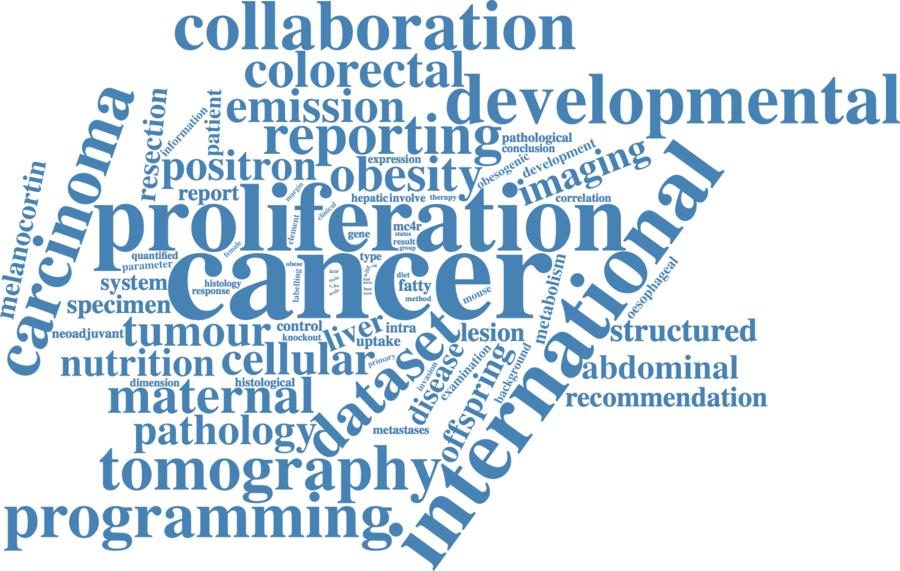 collaboration
colorectal
developmental
emission
reporting
carcinoma
resection
information
patient
pathological
conclusion
positron
expression
obesity
obesogenic
development
imaging
melanocortin
report
margin
hepatic
involve
therapy
correlation
proliferation
element
clinical
gene
mc4r
status
result
group
female
quantified
parameter
type
cancer
system
histology
response
obese
labelling
diet
fatty
method
mouse
metabolism
oesophageal
international
specimen
neoadjuvant
tumour
control
knockout
liver
uptake
intra
lesion
structured
nutrition
cellular
primary
dataset
disease
invasion
examination
background
offspring
abdominal
dimension
histological
maternal
recommendation
pathology
metastases
tomography
programming.